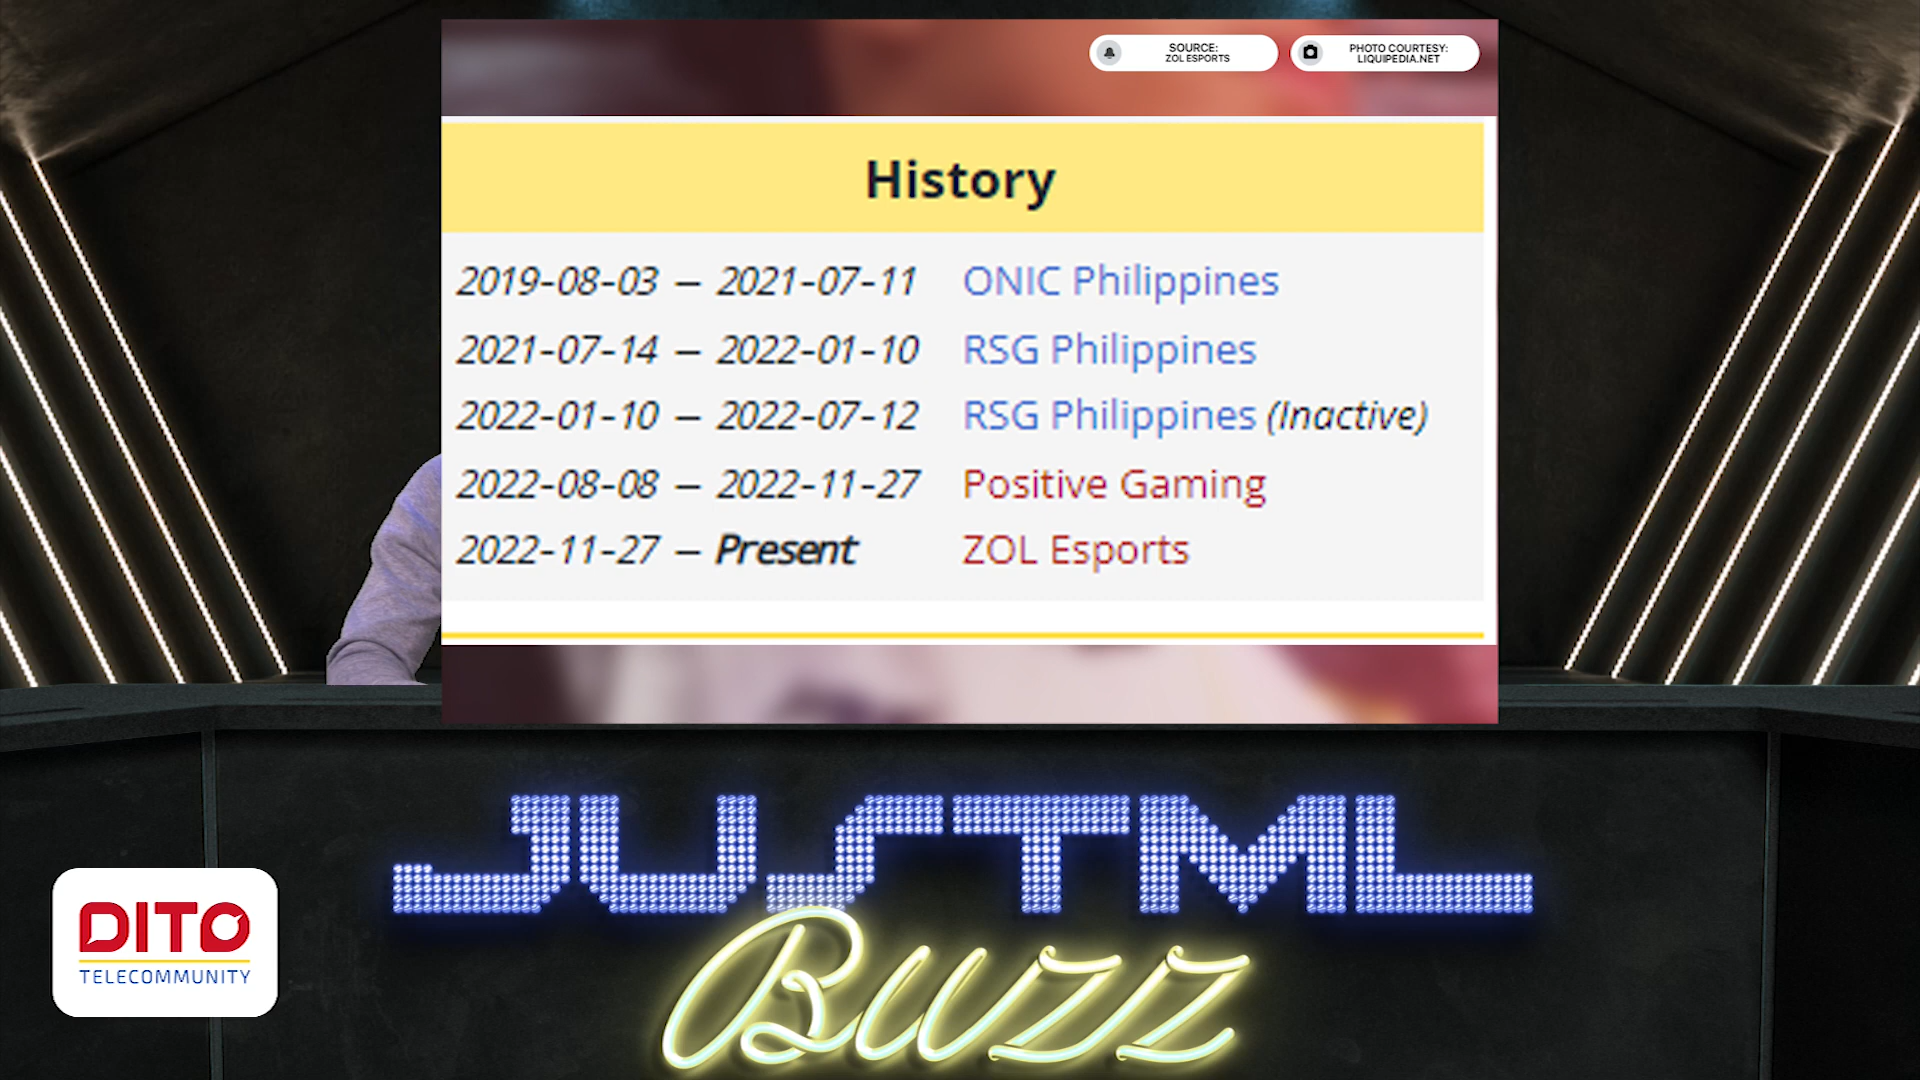 SOURCE:
ZOL ESPORTS
PHOTO COURTESY:
LIQUIPEDIA.NET
History
2019-08-03 — 2021-07-11 ONIC Philippines
2021-07-14 — 2022-01-10 RSG Philippines
2022-01-10 — 2022-07-12 RSG Philippines (Inactive)
2022-08-08 — 2022-11-27 Positive Gaming
2022-11-27 — Present ZOL Esports
JUSTML
Buzz
DITO
TELECOMMUNITY